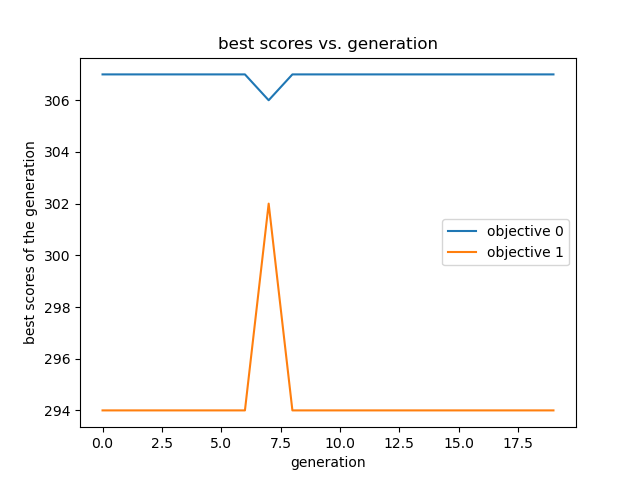 best scores vs. generation
best scores of the generation
306
304
302
300
298
296
294
objective 0
objective 1
0.0 2.5 5.0 7.5 10.0 12.5 15.0 17.5
generation